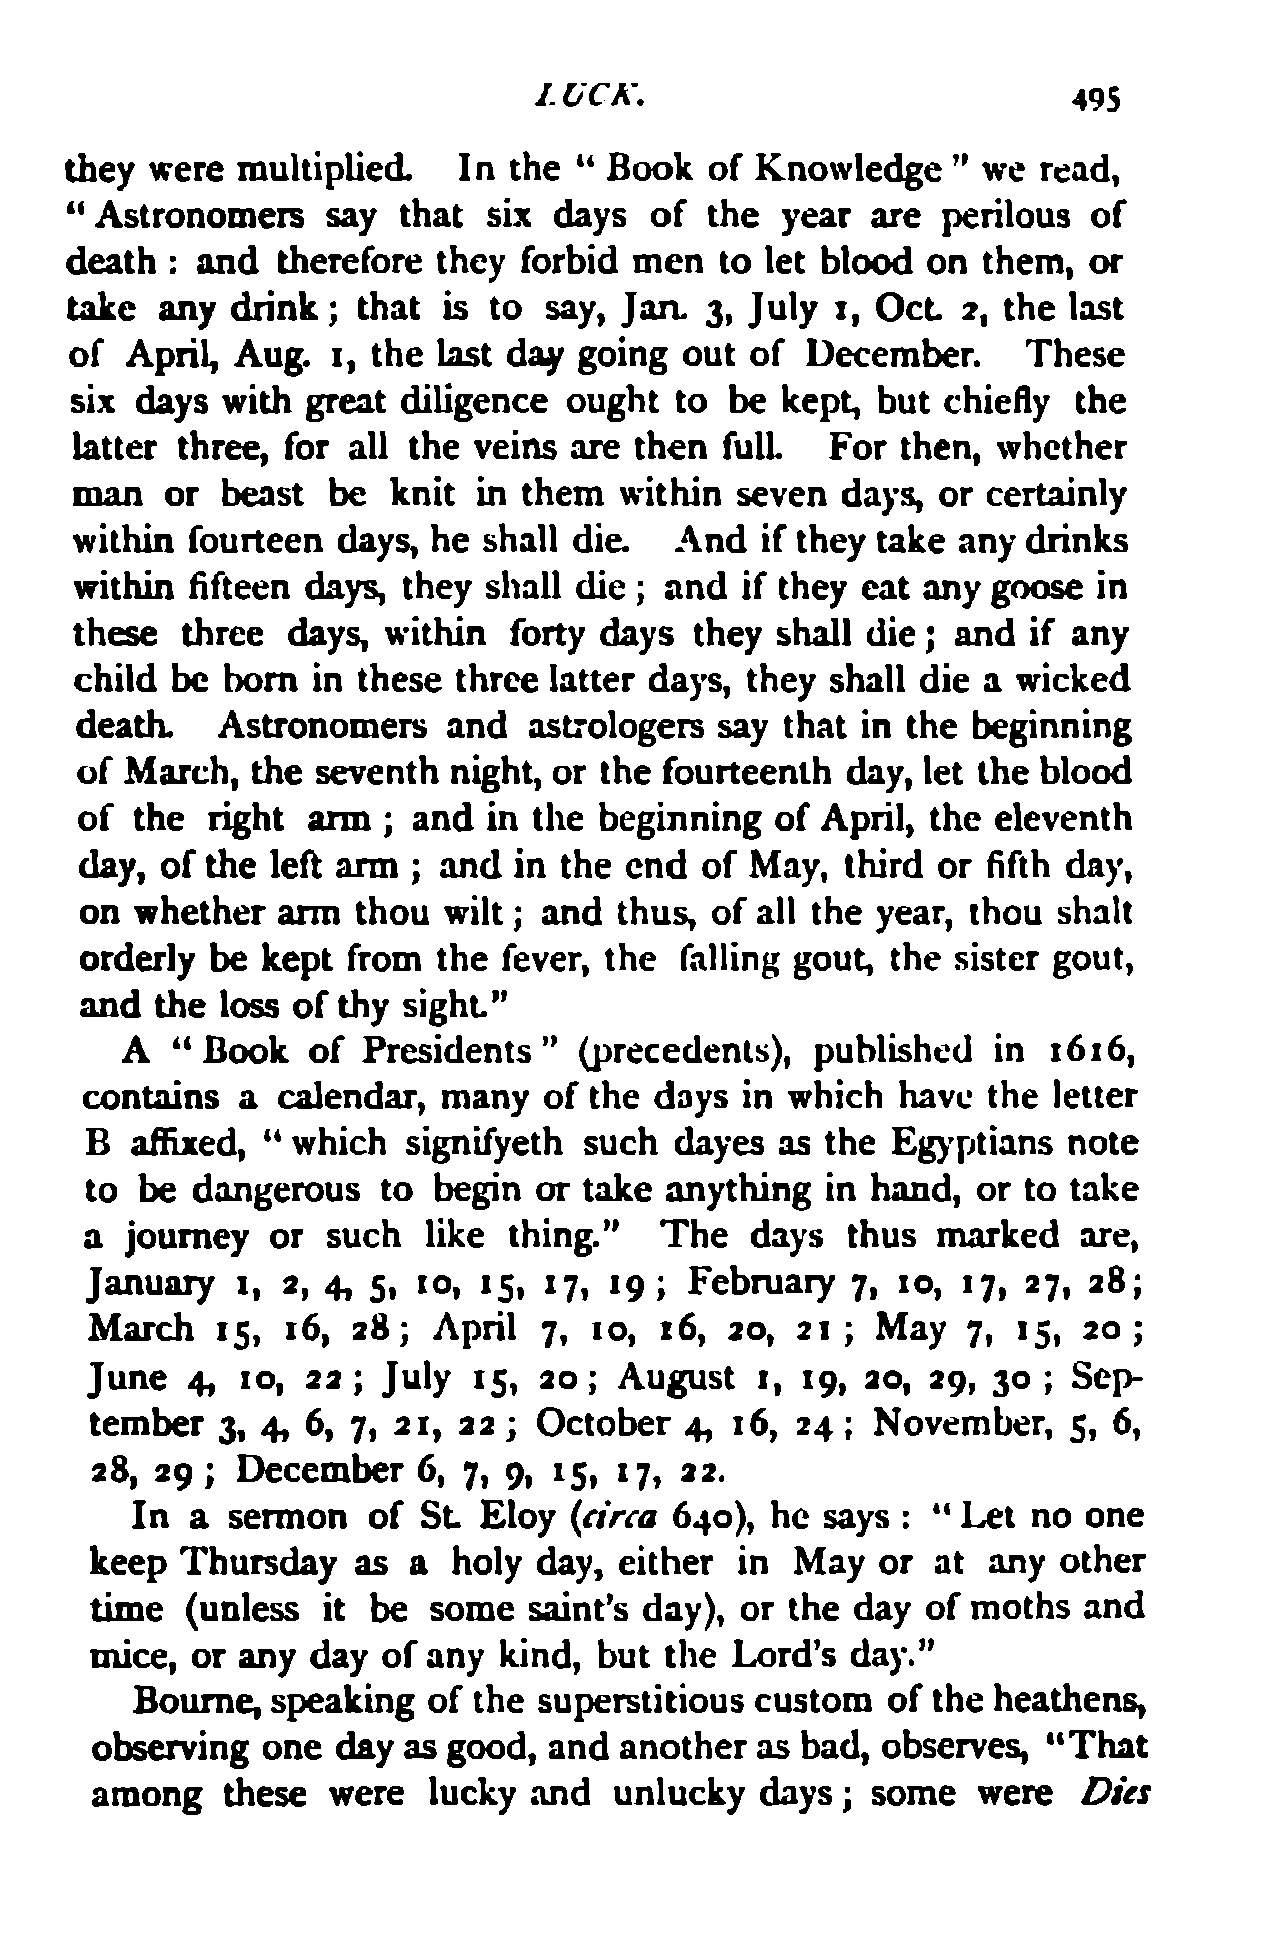 LUCK. 495
they were multiplied. In the " Book of Knowledge " we read,
" Astronomers say that six days of the year are perilous of
death : and therefore they forbid men to let blood on them, or
take any drink ; that is to say, Jan. 3, July 1, Oct. 2, the last
of April, Aug. 1, the last day going out of December. These
six days with great diligence ought to be kept, but chiefly the
latter three, for all the veins are then full. For then, whether
man or beast be knit in them within seven days, or certainly
within fourteen days, he shall die. And if they take any drinks
within fifteen days, they shall die ; and if they eat any goose in
these three days, within forty days they shall die ; and if any
child be born in these three latter days, they shall die a wicked
death. Astronomers and astrologers say that in the beginning
of March, the seventh night, or the fourteenth day, let the blood
of the right arm ; and in the beginning of April, the eleventh
day, of the left arm ; and in the end of May, third or fifth day,
on whether arm thou wilt ; and thus, of all the year, thou shalt
orderly be kept from the fever, the falling gout, the sister gout,
and the loss of thy sight."
A " Book of Presidents " (precedents), published in 1616,
contains a calendar, many of the days in which have the letter
B affixed, " which signifyeth such dayes as the Egyptians note
to be dangerous to begin or take anything in hand, or to take
a journey or such like thing." The days thus marked are,
January 1, 2, 4, 5, 10, 15, 17, 19 ; February 7, 10, 17, 27, 28;
March 15, 16, 28 ; April 7, 10, 16, 20, 21 ; May 7, 15, 20 ;
June 4, 10, 22 ; July 15, 20 ; August 1, 19, 20, 29, 30 ; Sep-
tember 3, 4, 6, 7, 21, 22 ; October 4, 16, 24 ; November, 5, 6,
28, 29 ; December 6, 7, 9, 15, 17, 22.
In a sermon of St. Eloy (circa 640), he says : " Let no one
keep Thursday as a holy day, either in May or at any other
time (unless it be some saint's day), or the day of moths and
mice, or any day of any kind, but the Lord's day."
Bourne, speaking of the superstitious custom of the heathens,
observing one day as good, and another as bad, observes, "That
among these were lucky and unlucky days ; some were Dies